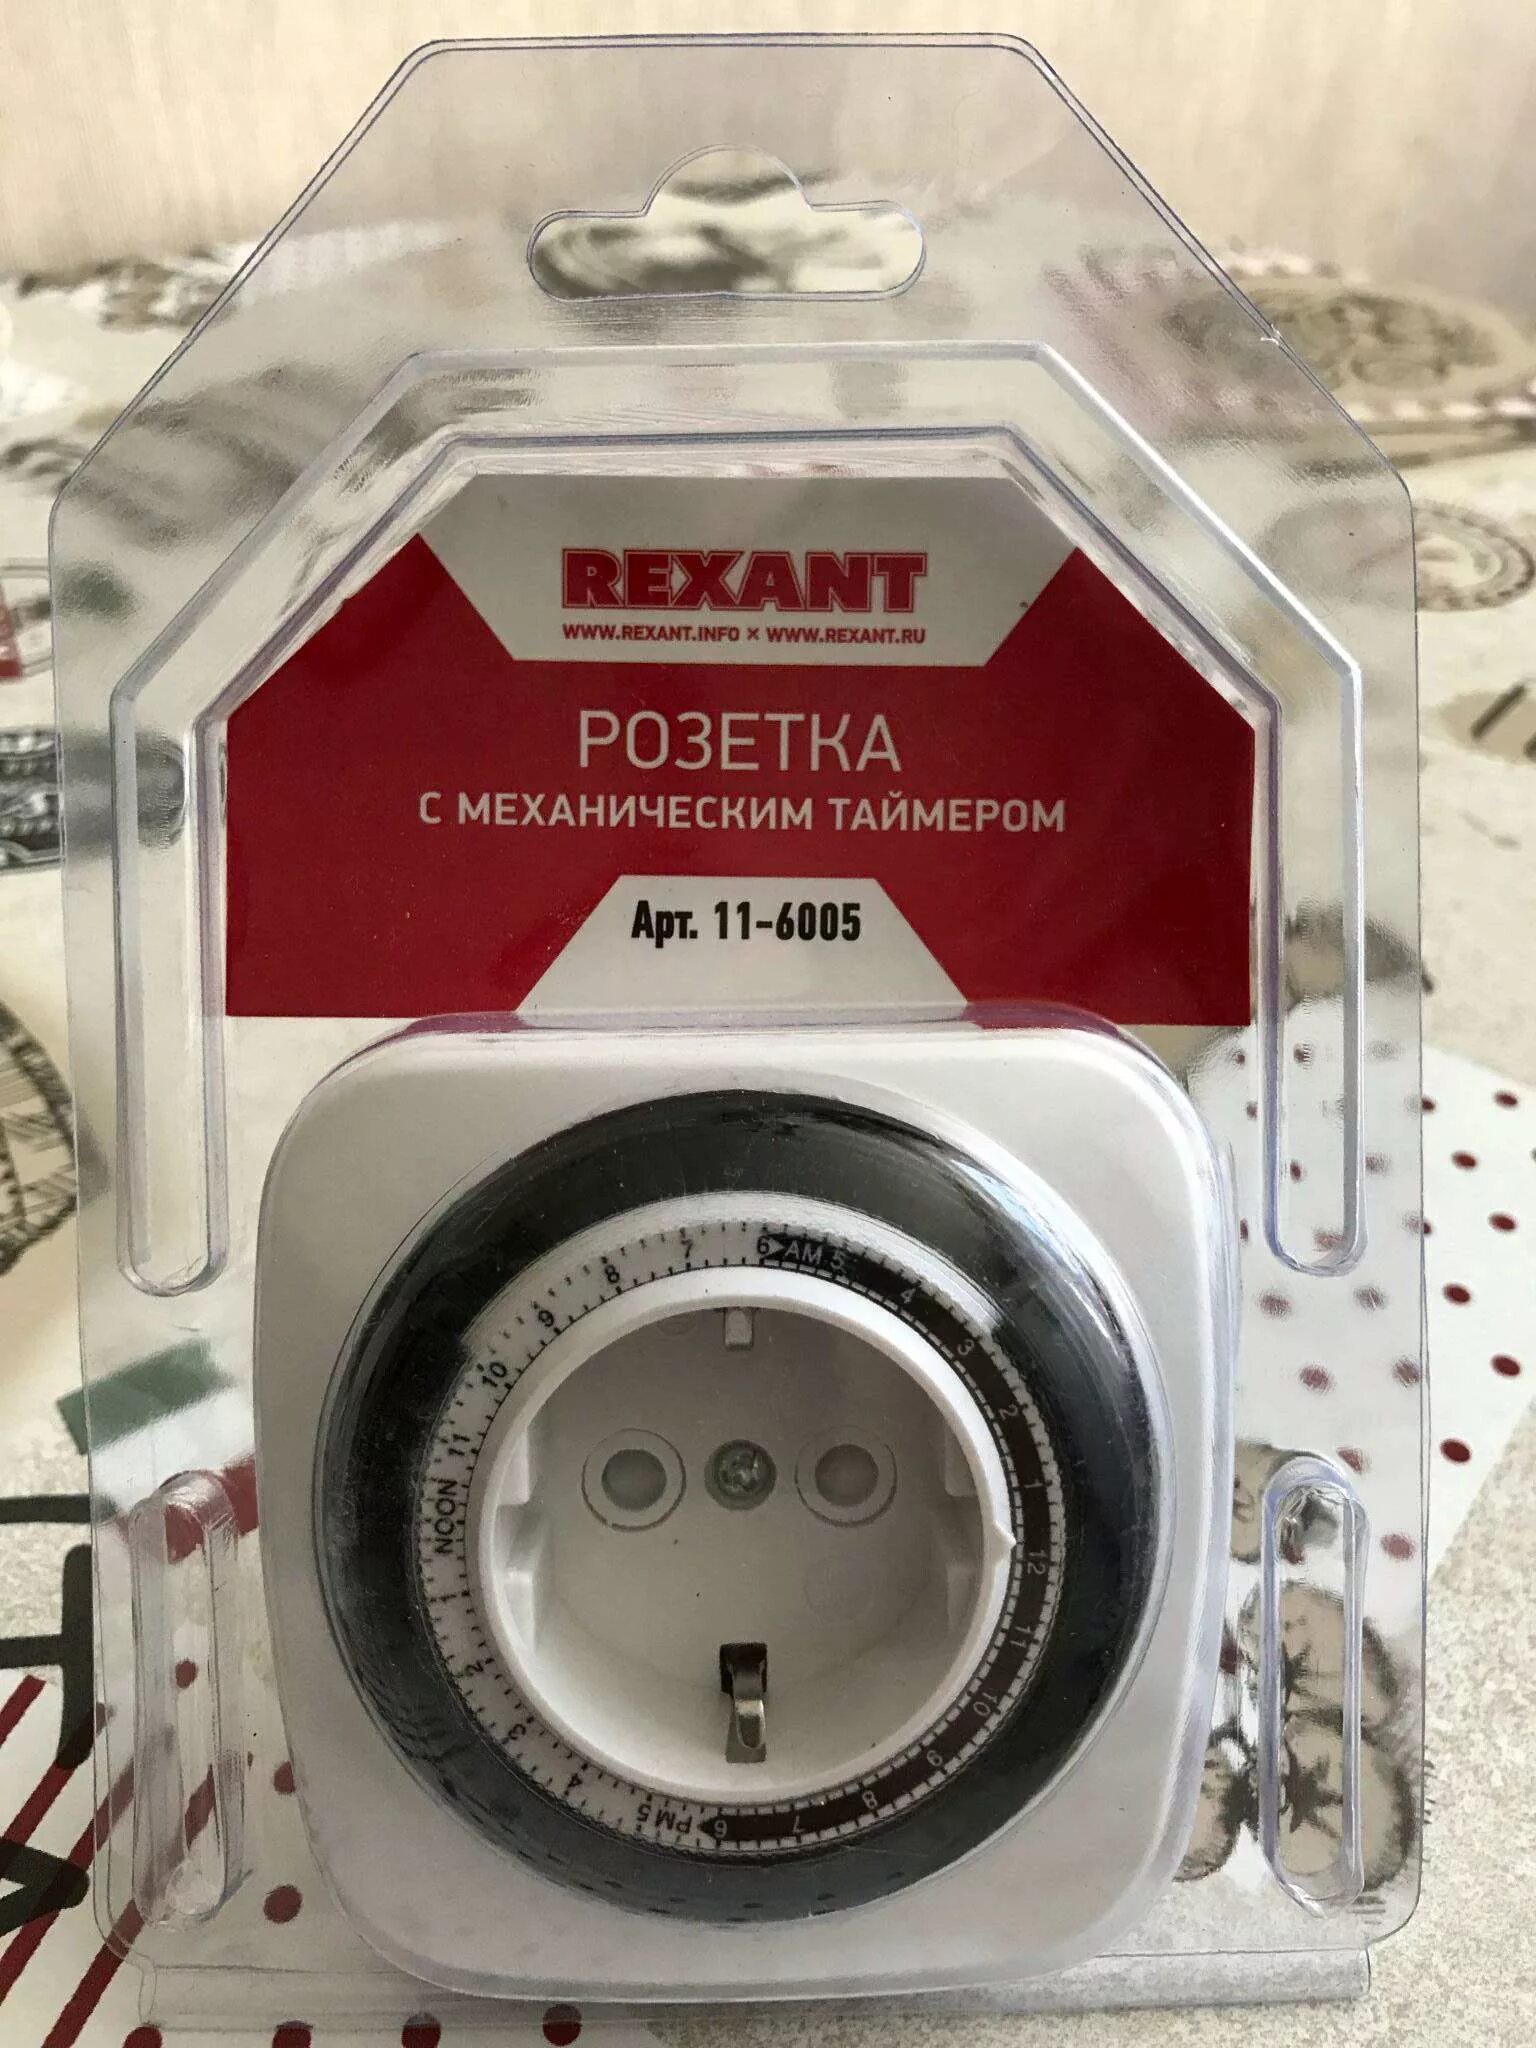 REXANT
WWW.REXANT.INFO × WWW.REXANT.RU
РОЗЕТКА
С МЕХАНИЧЕСКИМ ТАЙМЕРОМ
Арт. 11-6005
6 AM 5 4 3 2 1 12 11 10 9 8 7 6 PM 5 4 3 2 1 NOON 11 10 9 8 7